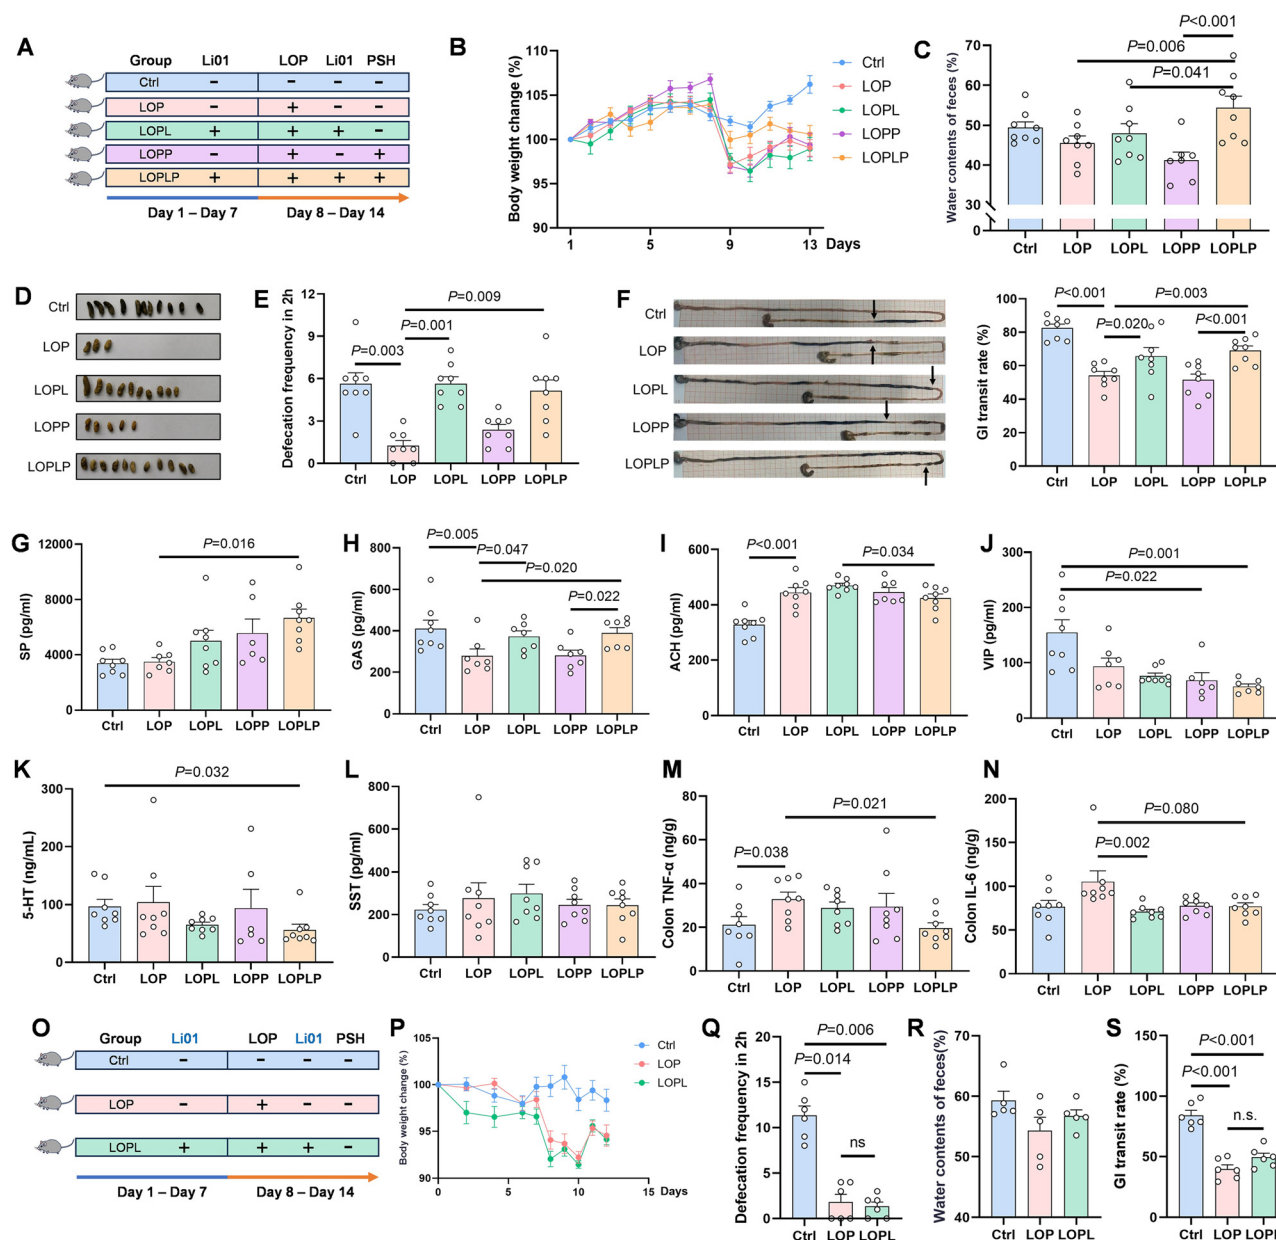 A
Group Li01 LOP Li01 PSH
Ctrl - - - -
LOP - + - -
LOPL + + + -
LOPP - + - +
LOPLP + + + +
Day 1 – Day 7 Day 8 – Day 14
B
Body weight change (%)
110
105
100
95
90
1 5 9 13 Days
Ctrl
LOP
LOPL
LOPP
LOPLP
C
Water contents of feces (%)
P<0.001
P=0.006
P=0.041
70
60
50
40
30
0
Ctrl LOP LOPL LOPP LOPLP
D
Ctrl
LOP
LOPL
LOPP
LOPLP
E
Defecation frequency in 2h
12
9
6
3
0
P=0.009
P=0.001
P=0.003
Ctrl LOP LOPL LOPP LOPLP
F
Ctrl
LOP
LOPL
LOPP
LOPLP
GI transit rate (%)
100
80
60
40
20
0
P<0.001 P=0.003
P=0.020 P<0.001
Ctrl LOP LOPL LOPP LOPLP
G
SP (pg/ml)
12000
8000
4000
0
P=0.016
Ctrl LOP LOPL LOPP LOPLP
H
GAS (pg/ml)
800
600
400
200
0
P=0.005
P=0.047
P=0.020
P=0.022
Ctrl LOP LOPL LOPP LOPLP
I
ACH (pg/ml)
600
400
200
0
P<0.001 P=0.034
Ctrl LOP LOPL LOPP LOPLP
J
VIP (pg/ml)
300
200
100
0
P=0.001
P=0.022
Ctrl LOP LOPL LOPP LOPLP
K
5-HT (ng/mL)
300
200
100
0
P=0.032
Ctrl LOP LOPL LOPP LOPLP
L
SST (pg/ml)
800
600
400
200
0
Ctrl LOP LOPL LOPP LOPLP
M
Colon TNF-α (ng/g)
80
60
40
20
0
P=0.021
P=0.038
Ctrl LOP LOPL LOPP LOPLP
N
Colon IL-6 (ng/g)
200
150
100
50
0
P=0.080
P=0.002
Ctrl LOP LOPL LOPP LOPLP
O
Group Li01 LOP Li01 PSH
Ctrl - - - -
LOP - + - -
LOPL + + + -
Day 1 – Day 7 Day 8 – Day 14
P
Body weight change (%)
105
100
95
90
0 5 10 15 Days
Ctrl
LOP
LOPL
Q
Defecation frequency in 2h
20
15
10
5
0
P=0.006
P=0.014
ns
Ctrl LOP LOPL
R
Water contents of feces(%)
70
60
50
40
Ctrl LOP LOPL
S
GI transit rate (%)
150
100
50
0
P<0.001
P<0.001
n.s.
Ctrl LOP LOPL